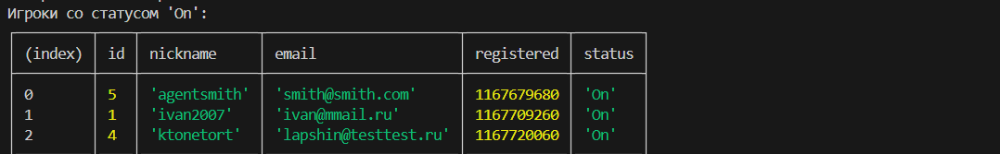 Игроки со статусом 'On':
(index) id nickname email registered status
0 5 'agentsmith' 'smith@smith.com' 1167679680 'On'
1 1 'ivan2007' 'ivan@mmail.ru' 1167709260 'On'
2 4 'ktonetort' 'lapshin@testtest.ru' 1167720060 'On'